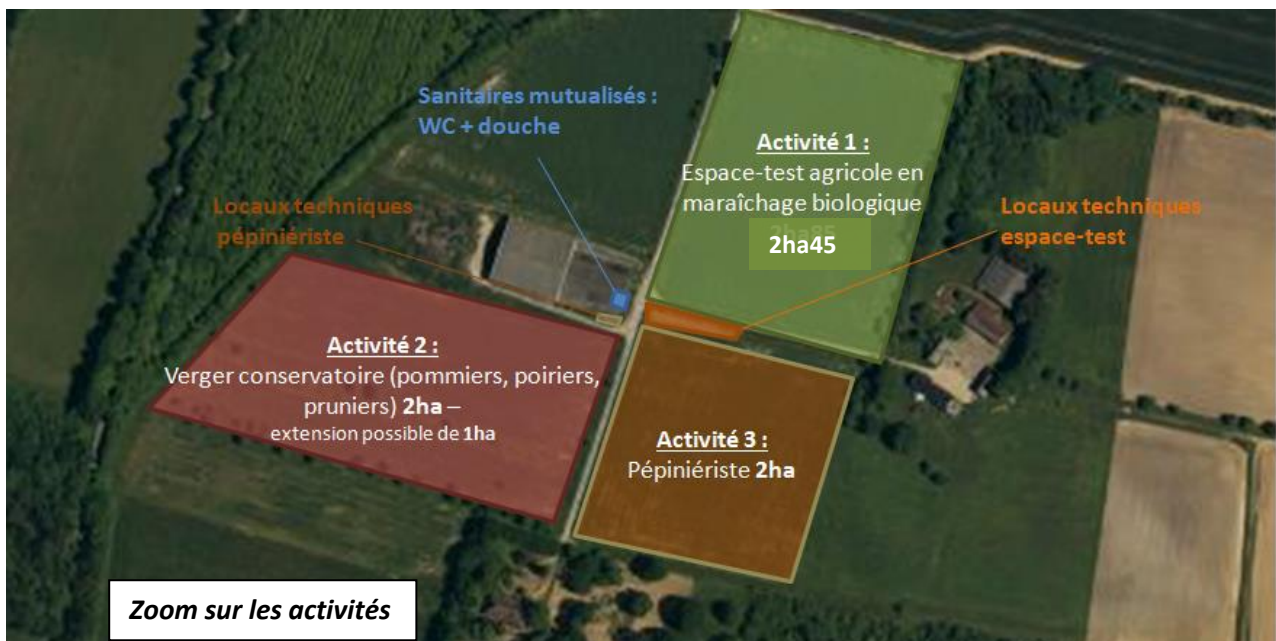 Sanitaires mutualisés :
WC + douche
Activité 1 :
Espace-test agricole en
maraîchage biologique
2ha45
Locaux techniques
pépiniériste
Locaux techniques
espace-test
Activité 2 :
Verger conservatoire (pommiers, poiriers,
pruniers) 2ha –
extension possible de 1ha
Activité 3 :
Pépiniériste 2ha
Zoom sur les activités